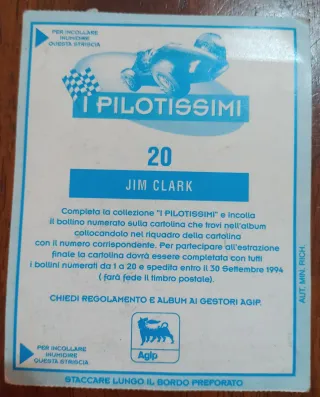 PER INCOLLARE
INUMIDIRE
QUESTA STRISCIA
1
I PILOTISSIMI
20
JIM CLARK
Completa la collezione "I PILOTISSIMI" e incolla
il bollino numerato sulla cartolina che trovi nell'album
collocandolo nel riquadro della cartolina
con il numero corrispondente. Per partecipare all'estrazione
finale la cartolina dovrà essere completata con tutti
i bollini numerati da 1 a 20 e spedita entro il 30 Settembre 1994
( farà fede il timbro postale).
CHIEDI REGOLAMENTO E ALBUM AI GESTORI AGIP.
AUT. MIN. RICH.
Agip
PER INCOLLARE
INUMIDIRE
QUESTA STRISCIA
STACCARE LUNGO IL BORDO PREFORATO